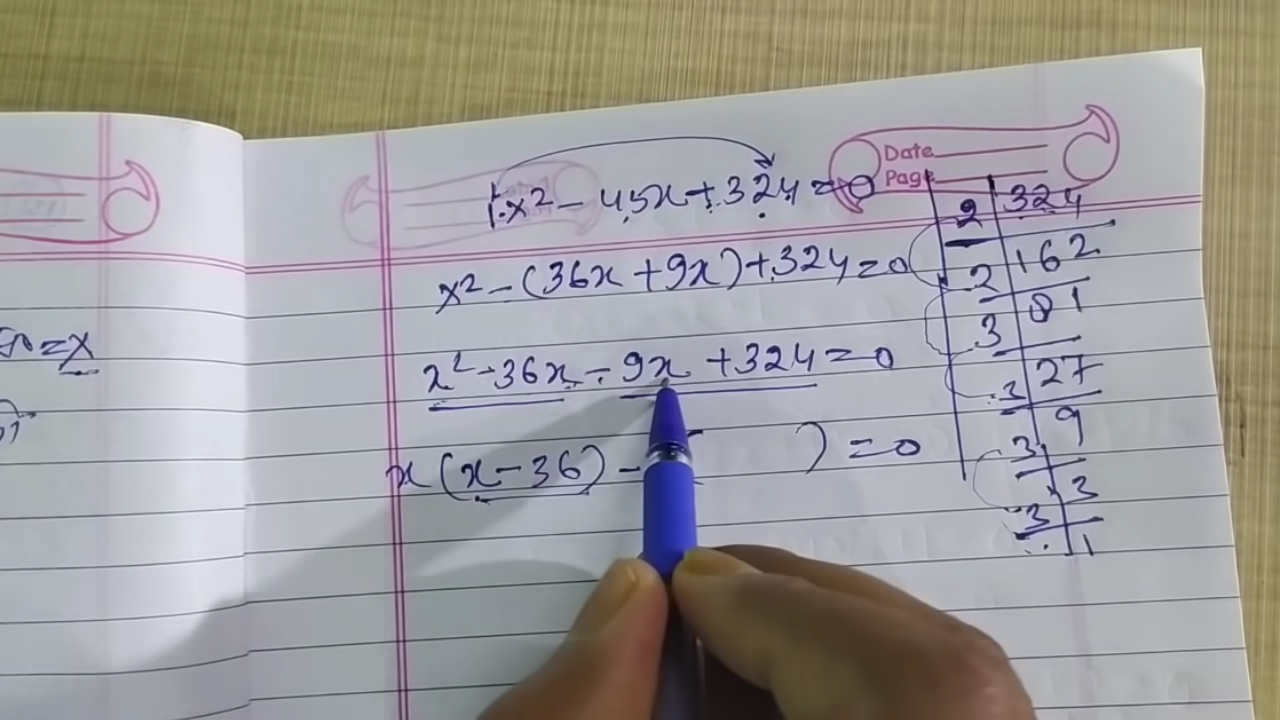 Date
Page
1·x² - 45x + 324 = 0
x² - (36x + 9x) + 324 = 0
x² - 36x - 9x + 324 = 0
x (x - 36) - ( ) = 0
= x
2 | 324
2 | 162
3 | 81
3 | 27
3 | 9
3 | 3
1